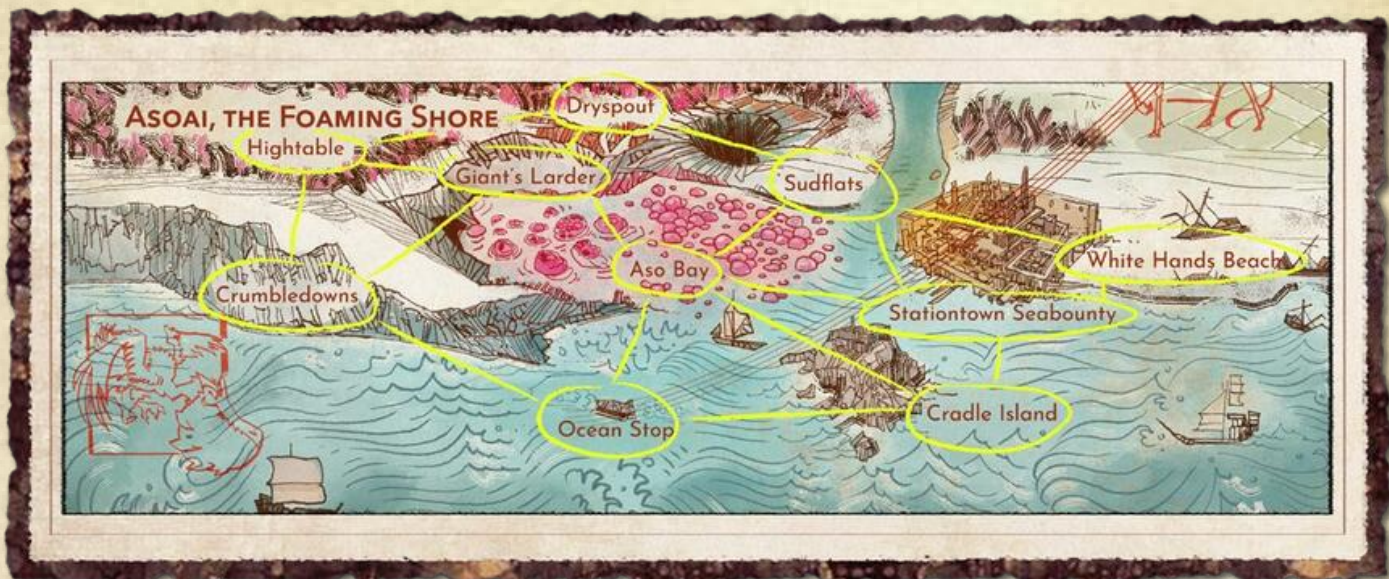 Dryspout
ASOAI, THE FOAMING SHORE
Hightable
Giant's Larder
Sudflats
Aso Bay
White Hands Beach
Crumbledowns
Stationtown Seabounty
Cradle Island
Ocean Stop